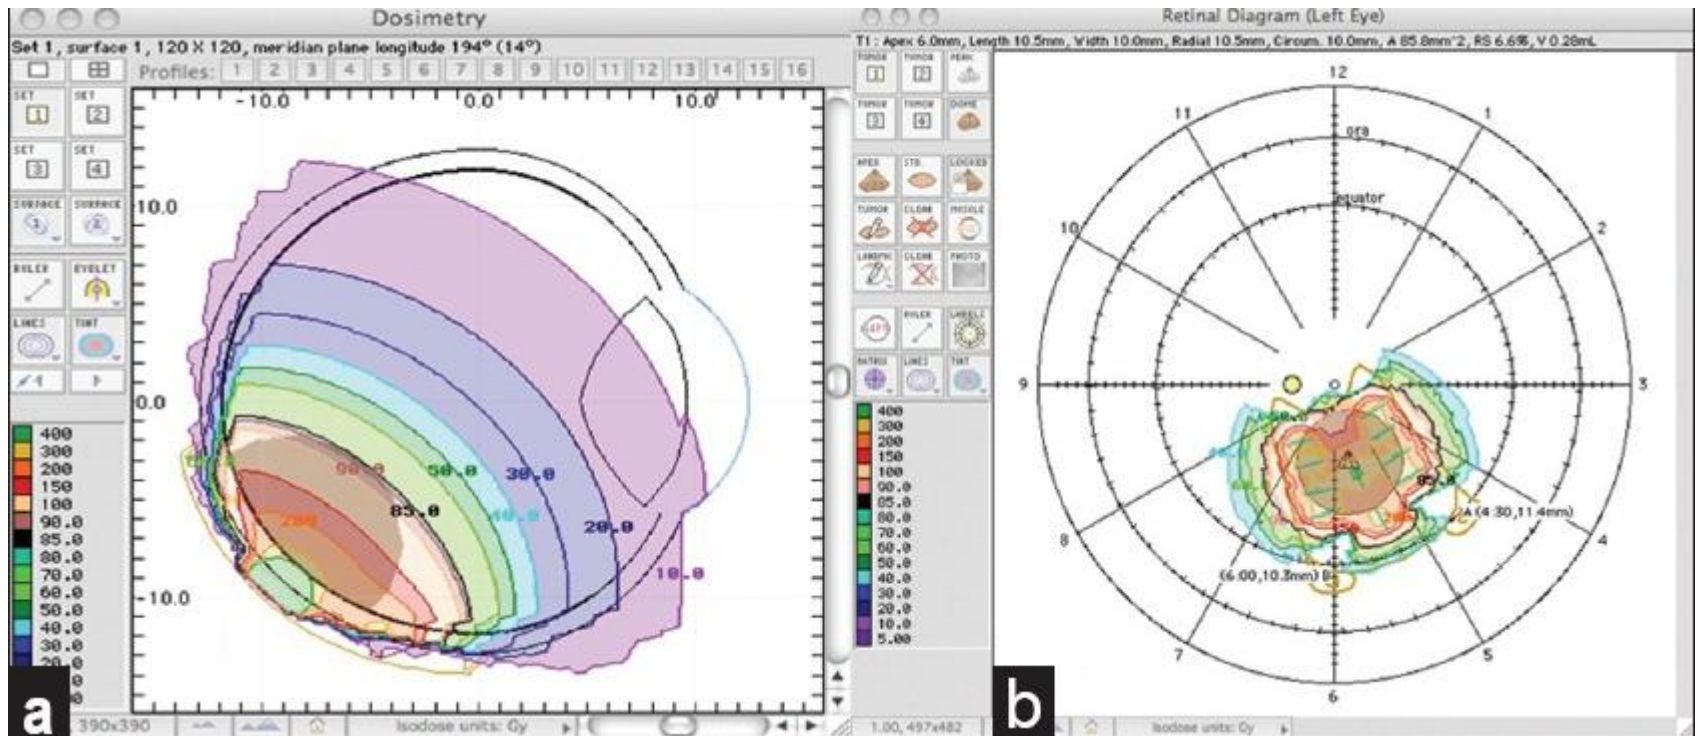 Dosimetry
Set 1, surface 1, 120 X 120, meridian plane longitude 194° (14°)
Profiles: 1 2 3 4 5 6 7 8 9 10 11 12 13 14 15 16
SET SET
1 2
SET SET
3 4
SURFACE SURFACE
1 2
RULER EYELET
LINES TINT
-10.0 0.0 10.0
10.0
0.0
-10.0
90.0 50.0 30.0
200 85.0 40.0 20.0
10.0
400
300
200
150
100
90.0
85.0
80.0
70.0
60.0
50.0
40.0
30.0
20.0
a
390x390 Isodose units: Gy
Retinal Diagram (Left Eye)
T1: Apex 6.0mm, Length 10.5mm, Width 10.0mm, Radial 10.5mm, Circum. 10.0mm, A 85.8mm^2, RS 6.6%, V 0.28mL
TUMOR TUMOR PEAK
1 2
TUMOR TUMOR DOME
3 4
APEX STD LOCKED
TUMOR CLONE MUSCLE
CLONE PHOTO
RULER LABELS
MATRIX LINES TINT
400
300
200
150
100
90.0
85.0
80.0
70.0
60.0
50.0
40.0
30.0
20.0
10.0
5.00
12
11 1
ora
10 equator 2
9 3
85.0
A (4:30,11.4mm)
8 4
(6:00,10.3mm) B
7 5
6
b
1.00, 497x482 Isodose units: Gy